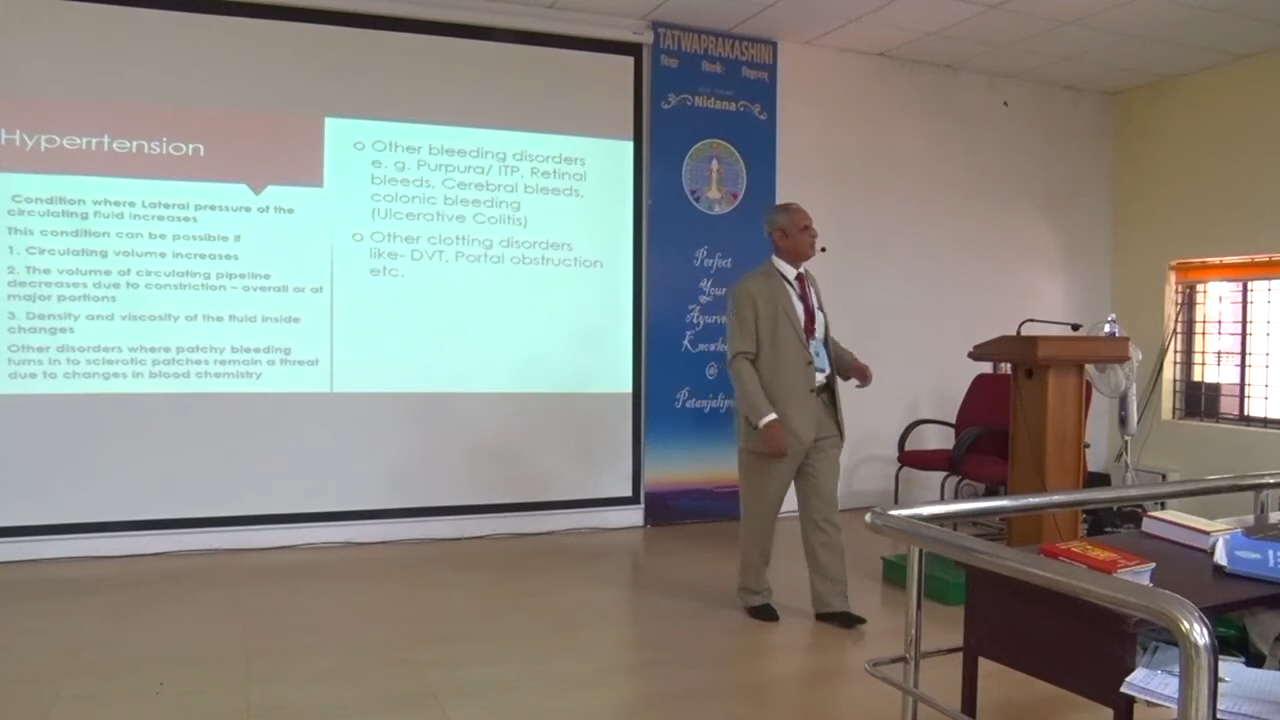 Hyperrtension
Condition where Lateral pressure of the
circulating fluid increases
This condition can be possible if
1. Circulating volume increases
2. The volume of circulating pipeline
decreases due to constriction – overall or at
major portions
3. Density and viscosity of the fluid inside
changes
Other disorders where patchy bleeding
turns in to sclerotic patches remain a threat
due to changes in blood chemistry
o Other bleeding disorders
e. g. Purpura/ ITP, Retinal
bleeds, Cerebral bleeds,
colonic bleeding
(Ulcerative Colitis)
o Other clotting disorders
like- DVT, Portal obstruction
etc.
TATWAPRAKASHINI
विद्या वितर्कः विज्ञानम्
Nidana
Perfect
Your
Ayurve
Knowle
@
Patanjali